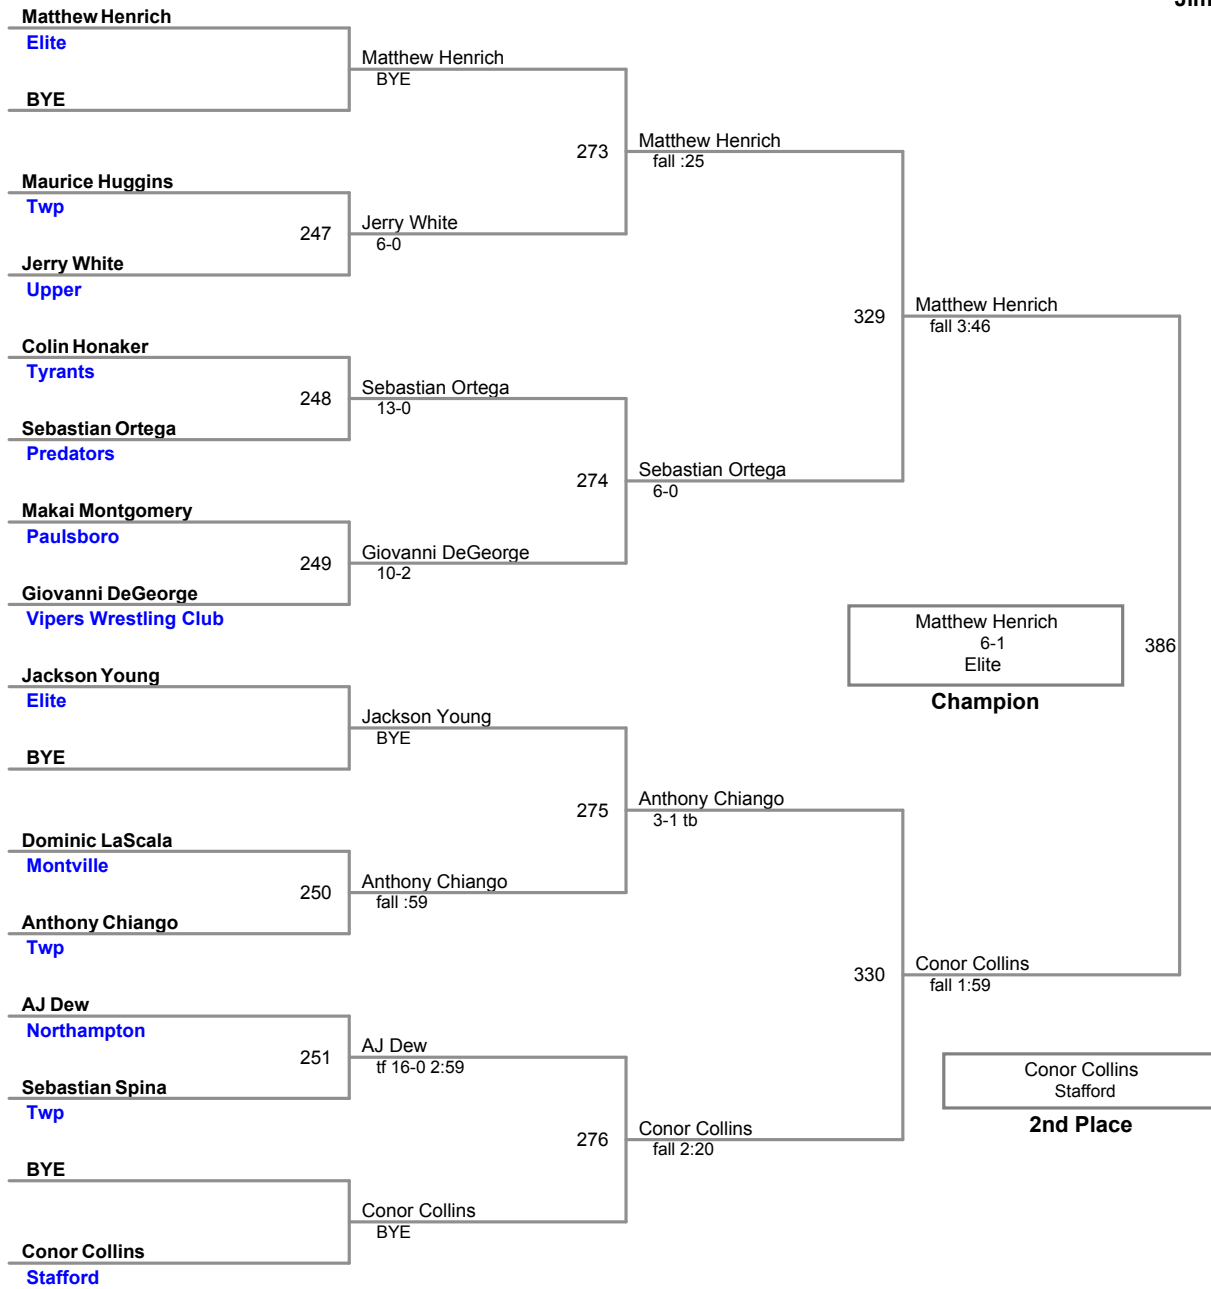 Jim
Matthew Henrich
Elite
BYE
Matthew Henrich
BYE
Maurice Huggins
Twp
247
Jerry White
Upper
Jerry White
6-0
273
Matthew Henrich
fall :25
Colin Honaker
Tyrants
248
Sebastian Ortega
Predators
Sebastian Ortega
13-0
Makai Montgomery
Paulsboro
249
Giovanni DeGeorge
Vipers Wrestling Club
Giovanni DeGeorge
10-2
274
Sebastian Ortega
6-0
329
Matthew Henrich
fall 3:46
Jackson Young
Elite
BYE
Jackson Young
BYE
Dominic LaScala
Montville
250
Anthony Chiango
Twp
Anthony Chiango
fall :59
275
Anthony Chiango
3-1 tb
AJ Dew
Northampton
251
Sebastian Spina
Twp
AJ Dew
tf 16-0 2:59
BYE
Conor Collins
Stafford
Conor Collins
BYE
276
Conor Collins
fall 2:20
330
Conor Collins
fall 1:59
386
Matthew Henrich
6-1
Elite
Champion
Conor Collins
Stafford
2nd Place